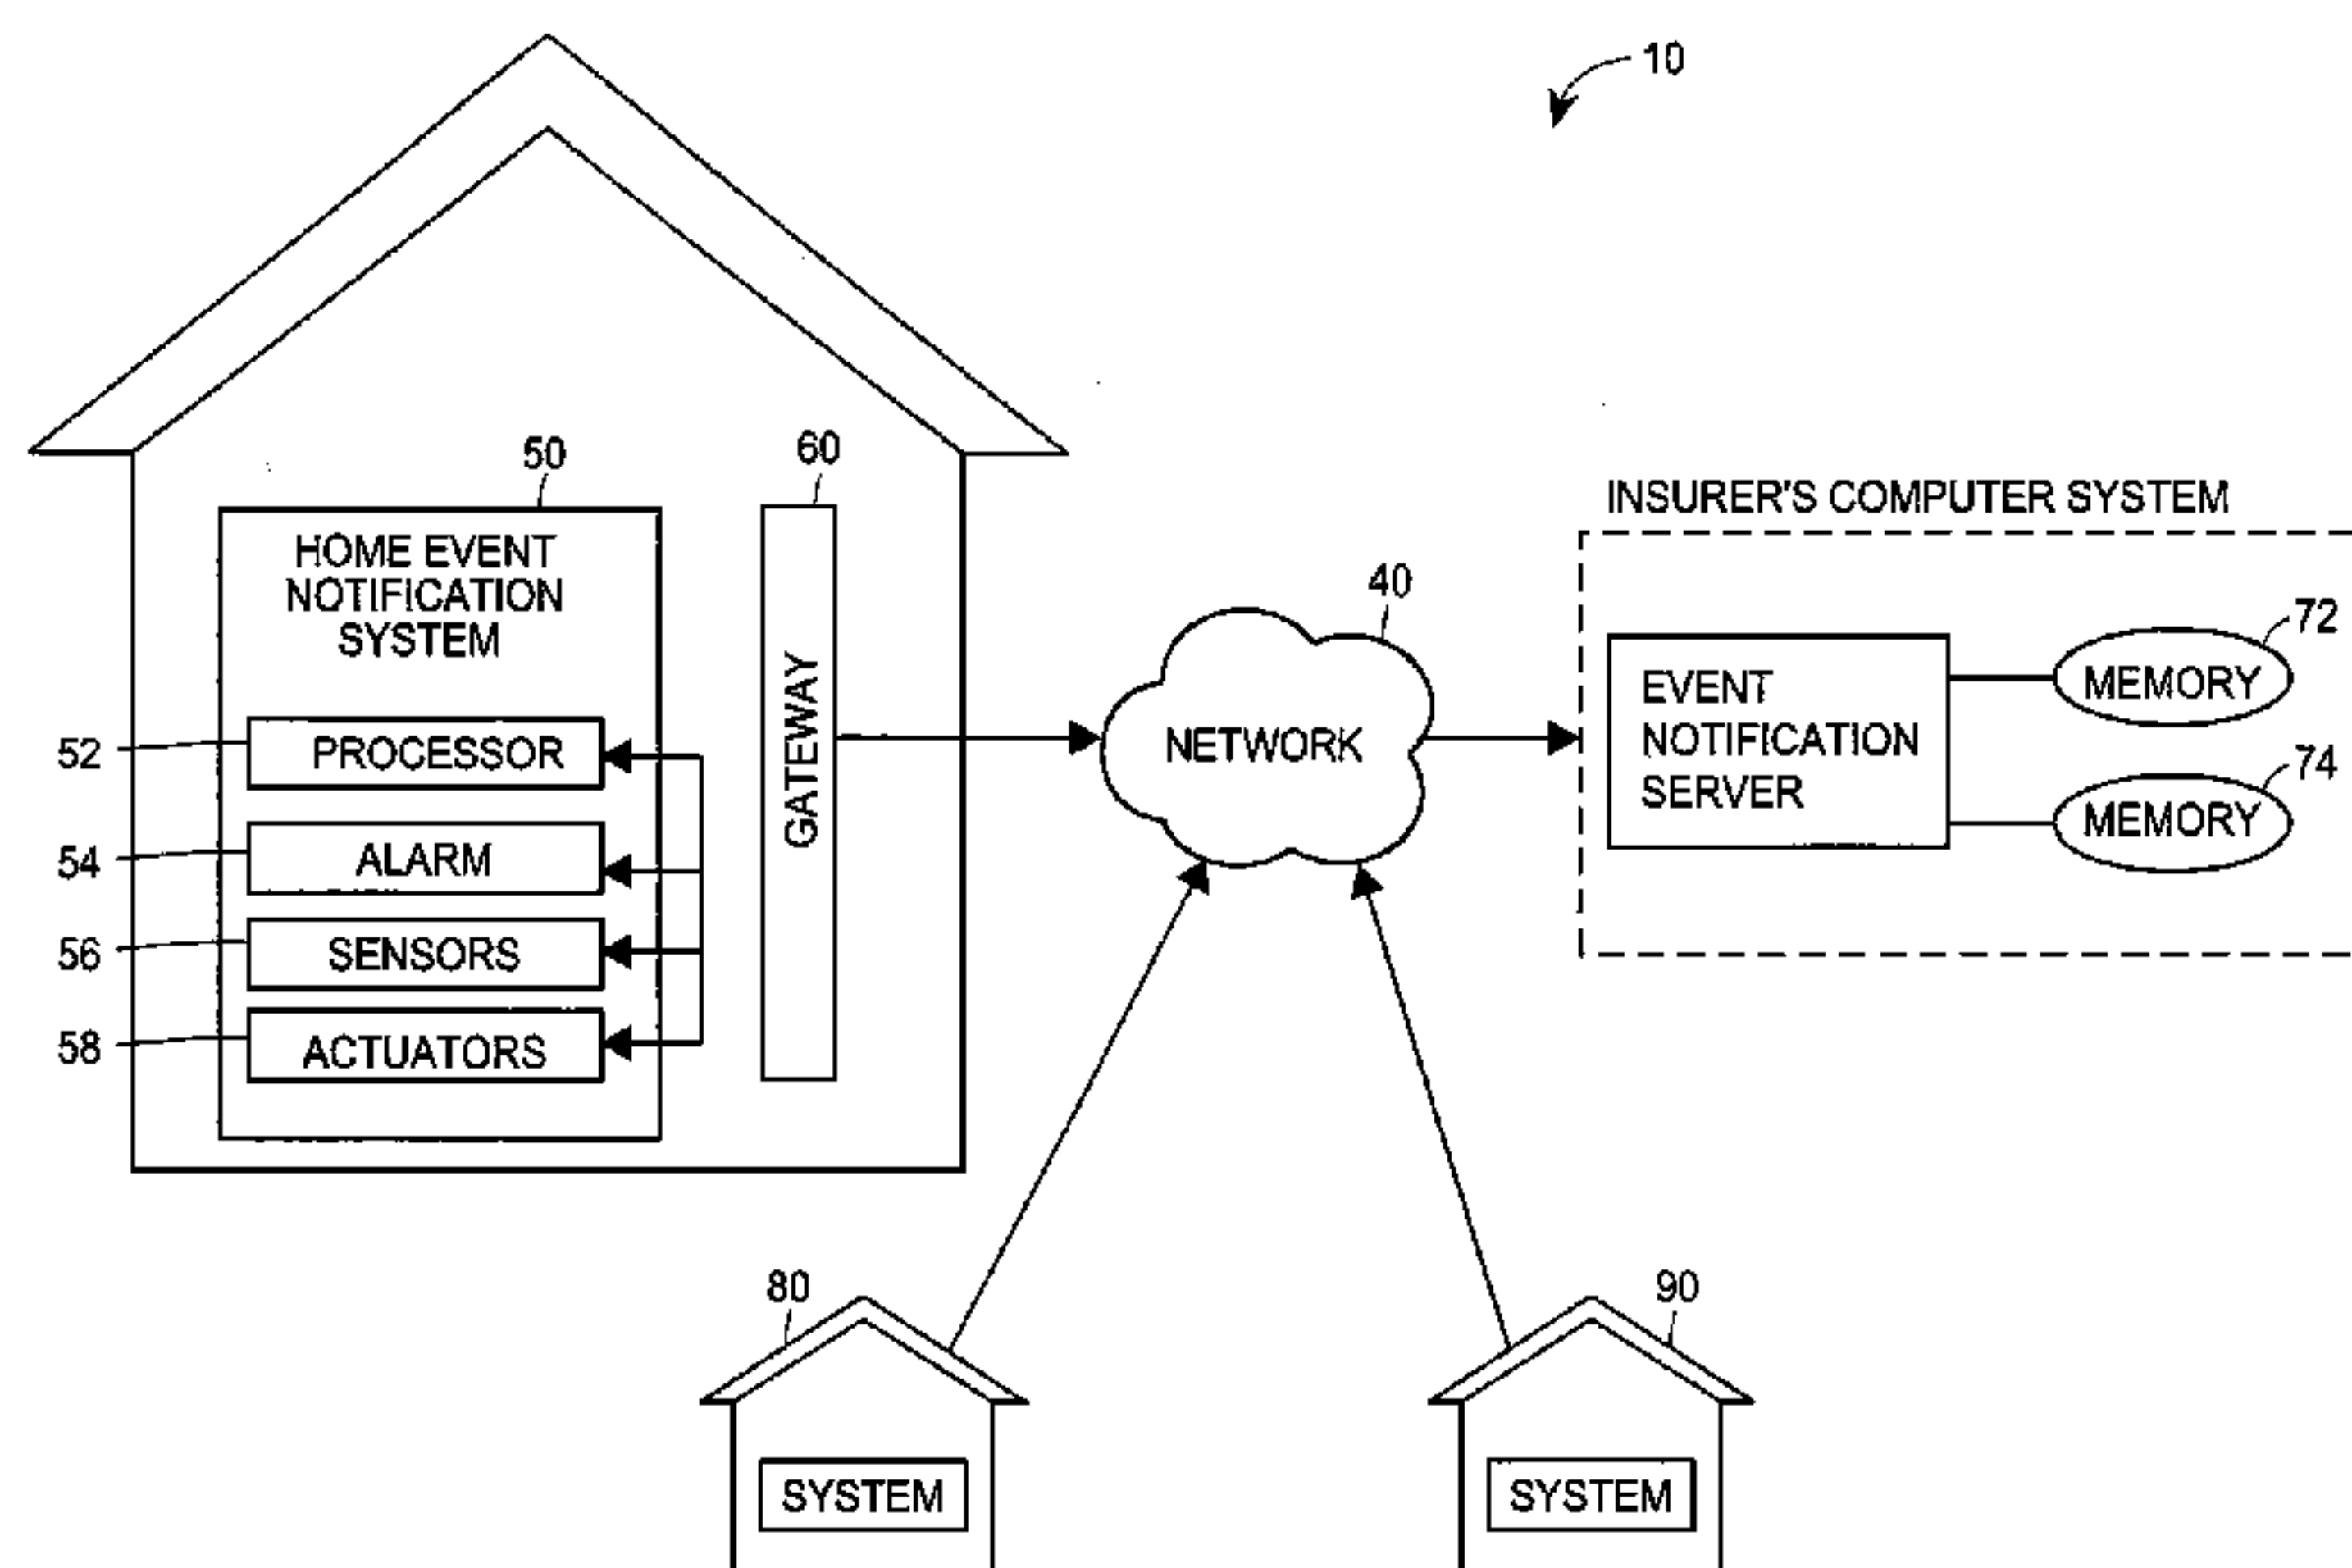 10
50
60
HOME EVENT
NOTIFICATION
SYSTEM
52
PROCESSOR
54
ALARM
56
SENSORS
58
ACTUATORS
GATEWAY
40
NETWORK
INSURER'S COMPUTER SYSTEM
EVENT
NOTIFICATION
SERVER
72
MEMORY
74
MEMORY
80
SYSTEM
90
SYSTEM